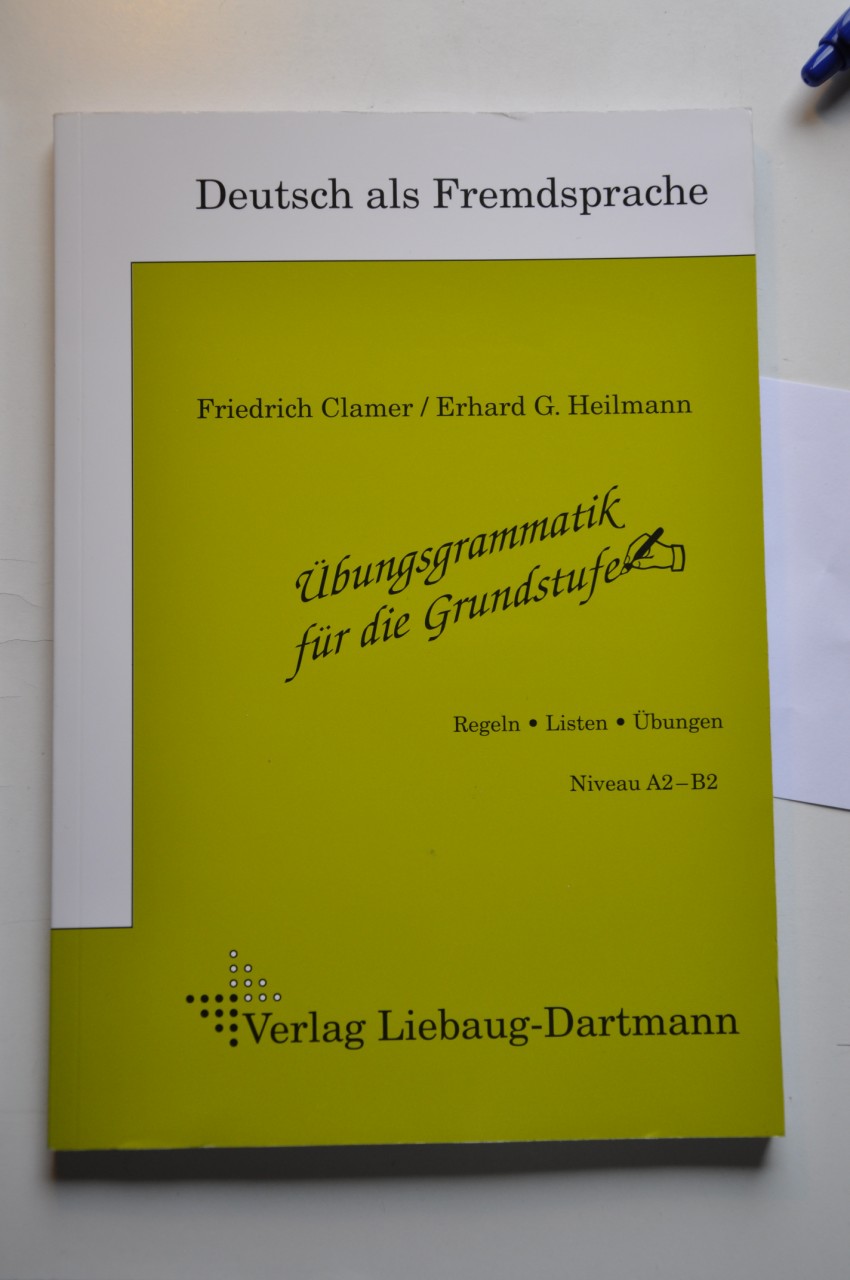 Deutsch als Fremdsprache
Friedrich Clamer / Erhard G. Heilmann
Übungsgrammatik
für die Grundstufe
Regeln • Listen • Übungen
Niveau A2–B2
Verlag Liebaug-Dartmann